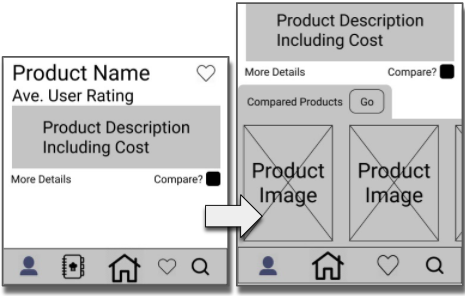 Product Name
Ave. User Rating
Product Description
Including Cost
More Details
Compare?
Product Description
Including Cost
More Details
Compare?
Compared Products
Go
Product
Image
Product
Image